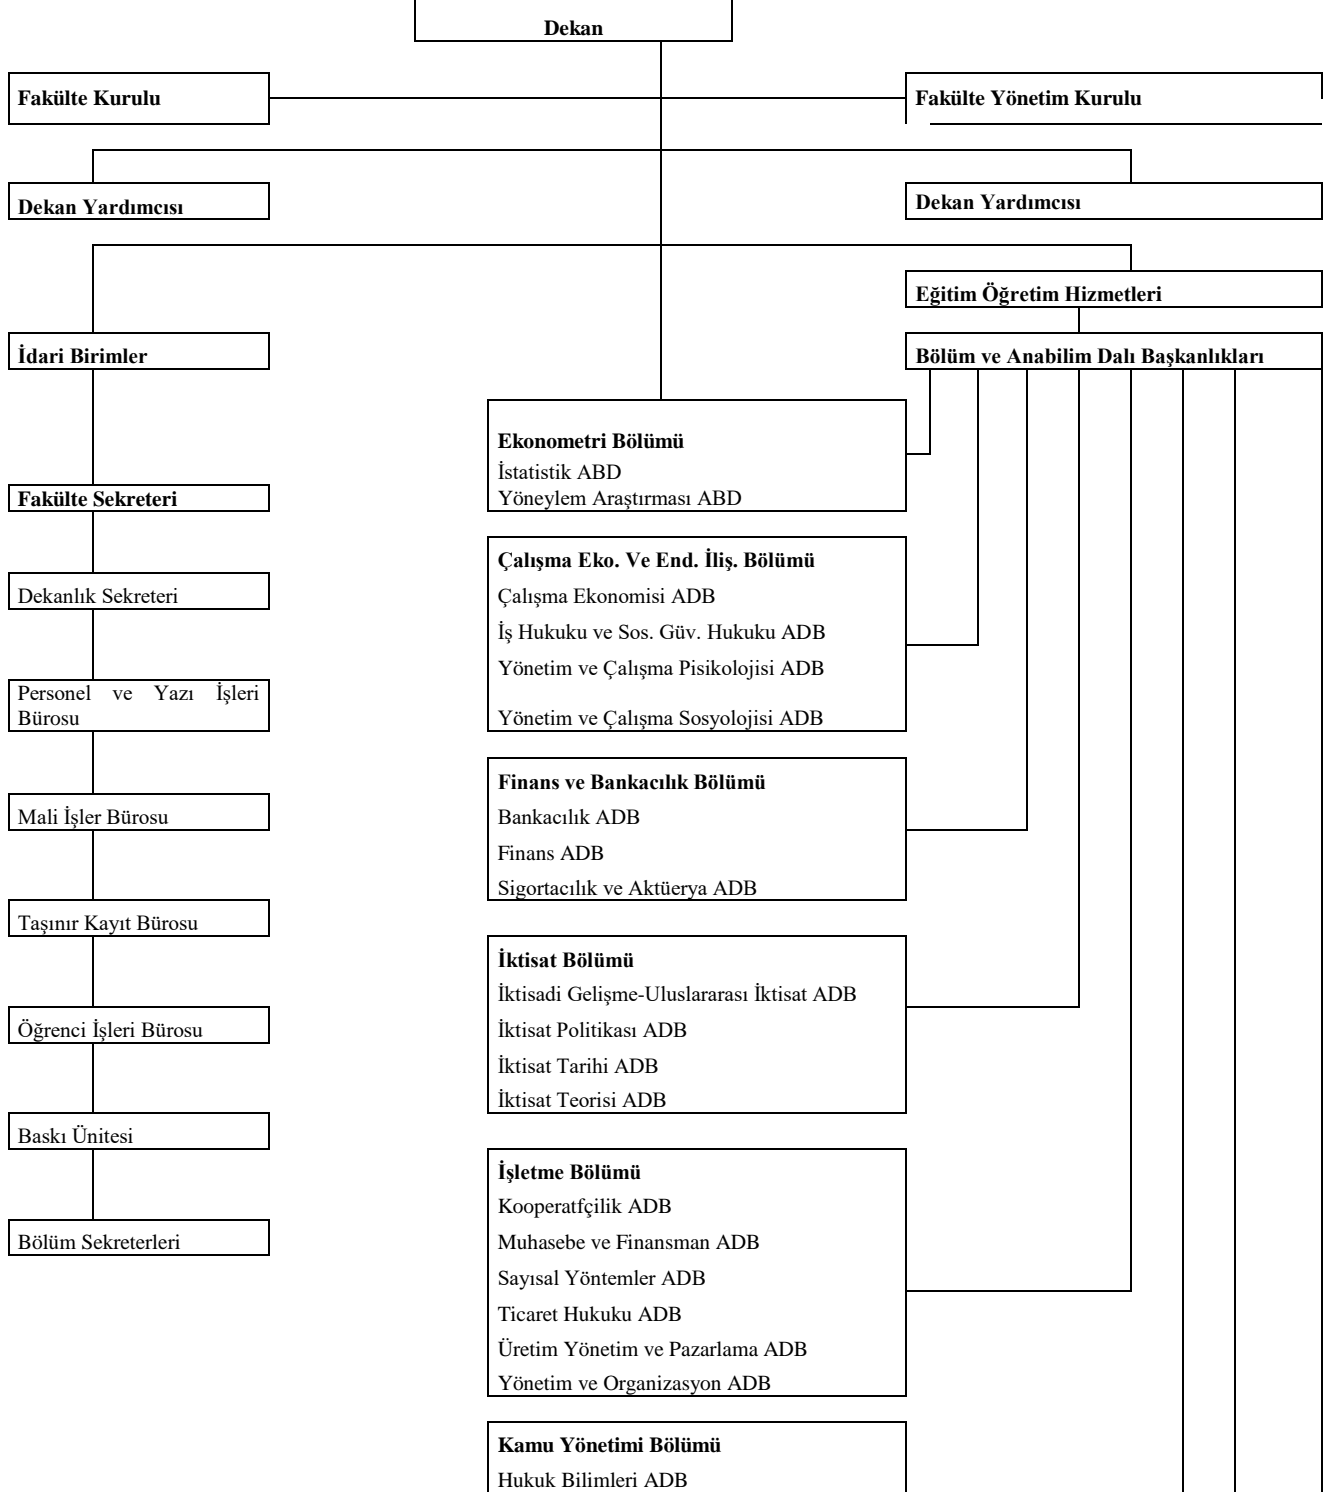 Dekan
Fakülte Kurulu
Fakülte Yönetim Kurulu
Dekan Yardımcısı
Dekan Yardımcısı
Eğitim Öğretim Hizmetleri
İdari Birimler
Bölüm ve Anabilim Dalı Başkanlıkları
Fakülte Sekreteri
Dekanlık Sekreteri
Personel ve Yazı İşleri
Bürosu
Mali İşler Bürosu
Taşınır Kayıt Bürosu
Öğrenci İşleri Bürosu
Baskı Ünitesi
Bölüm Sekreterleri
Ekonometri Bölümü
İstatistik ABD
Yöneylem Araştırması ABD
Çalışma Eko. Ve End. İliş. Bölümü
Çalışma Ekonomisi ADB
İş Hukuku ve Sos. Güv. Hukuku ADB
Yönetim ve Çalışma Pisikolojisi ADB
Yönetim ve Çalışma Sosyolojisi ADB
Finans ve Bankacılık Bölümü
Bankacılık ADB
Finans ADB
Sigortacılık ve Aktüerya ADB
İktisat Bölümü
İktisadi Gelişme-Uluslararası İktisat ADB
İktisat Politikası ADB
İktisat Tarihi ADB
İktisat Teorisi ADB
İşletme Bölümü
Kooperatfçilik ADB
Muhasebe ve Finansman ADB
Sayısal Yöntemler ADB
Ticaret Hukuku ADB
Üretim Yönetim ve Pazarlama ADB
Yönetim ve Organizasyon ADB
Kamu Yönetimi Bölümü
Hukuk Bilimleri ADB